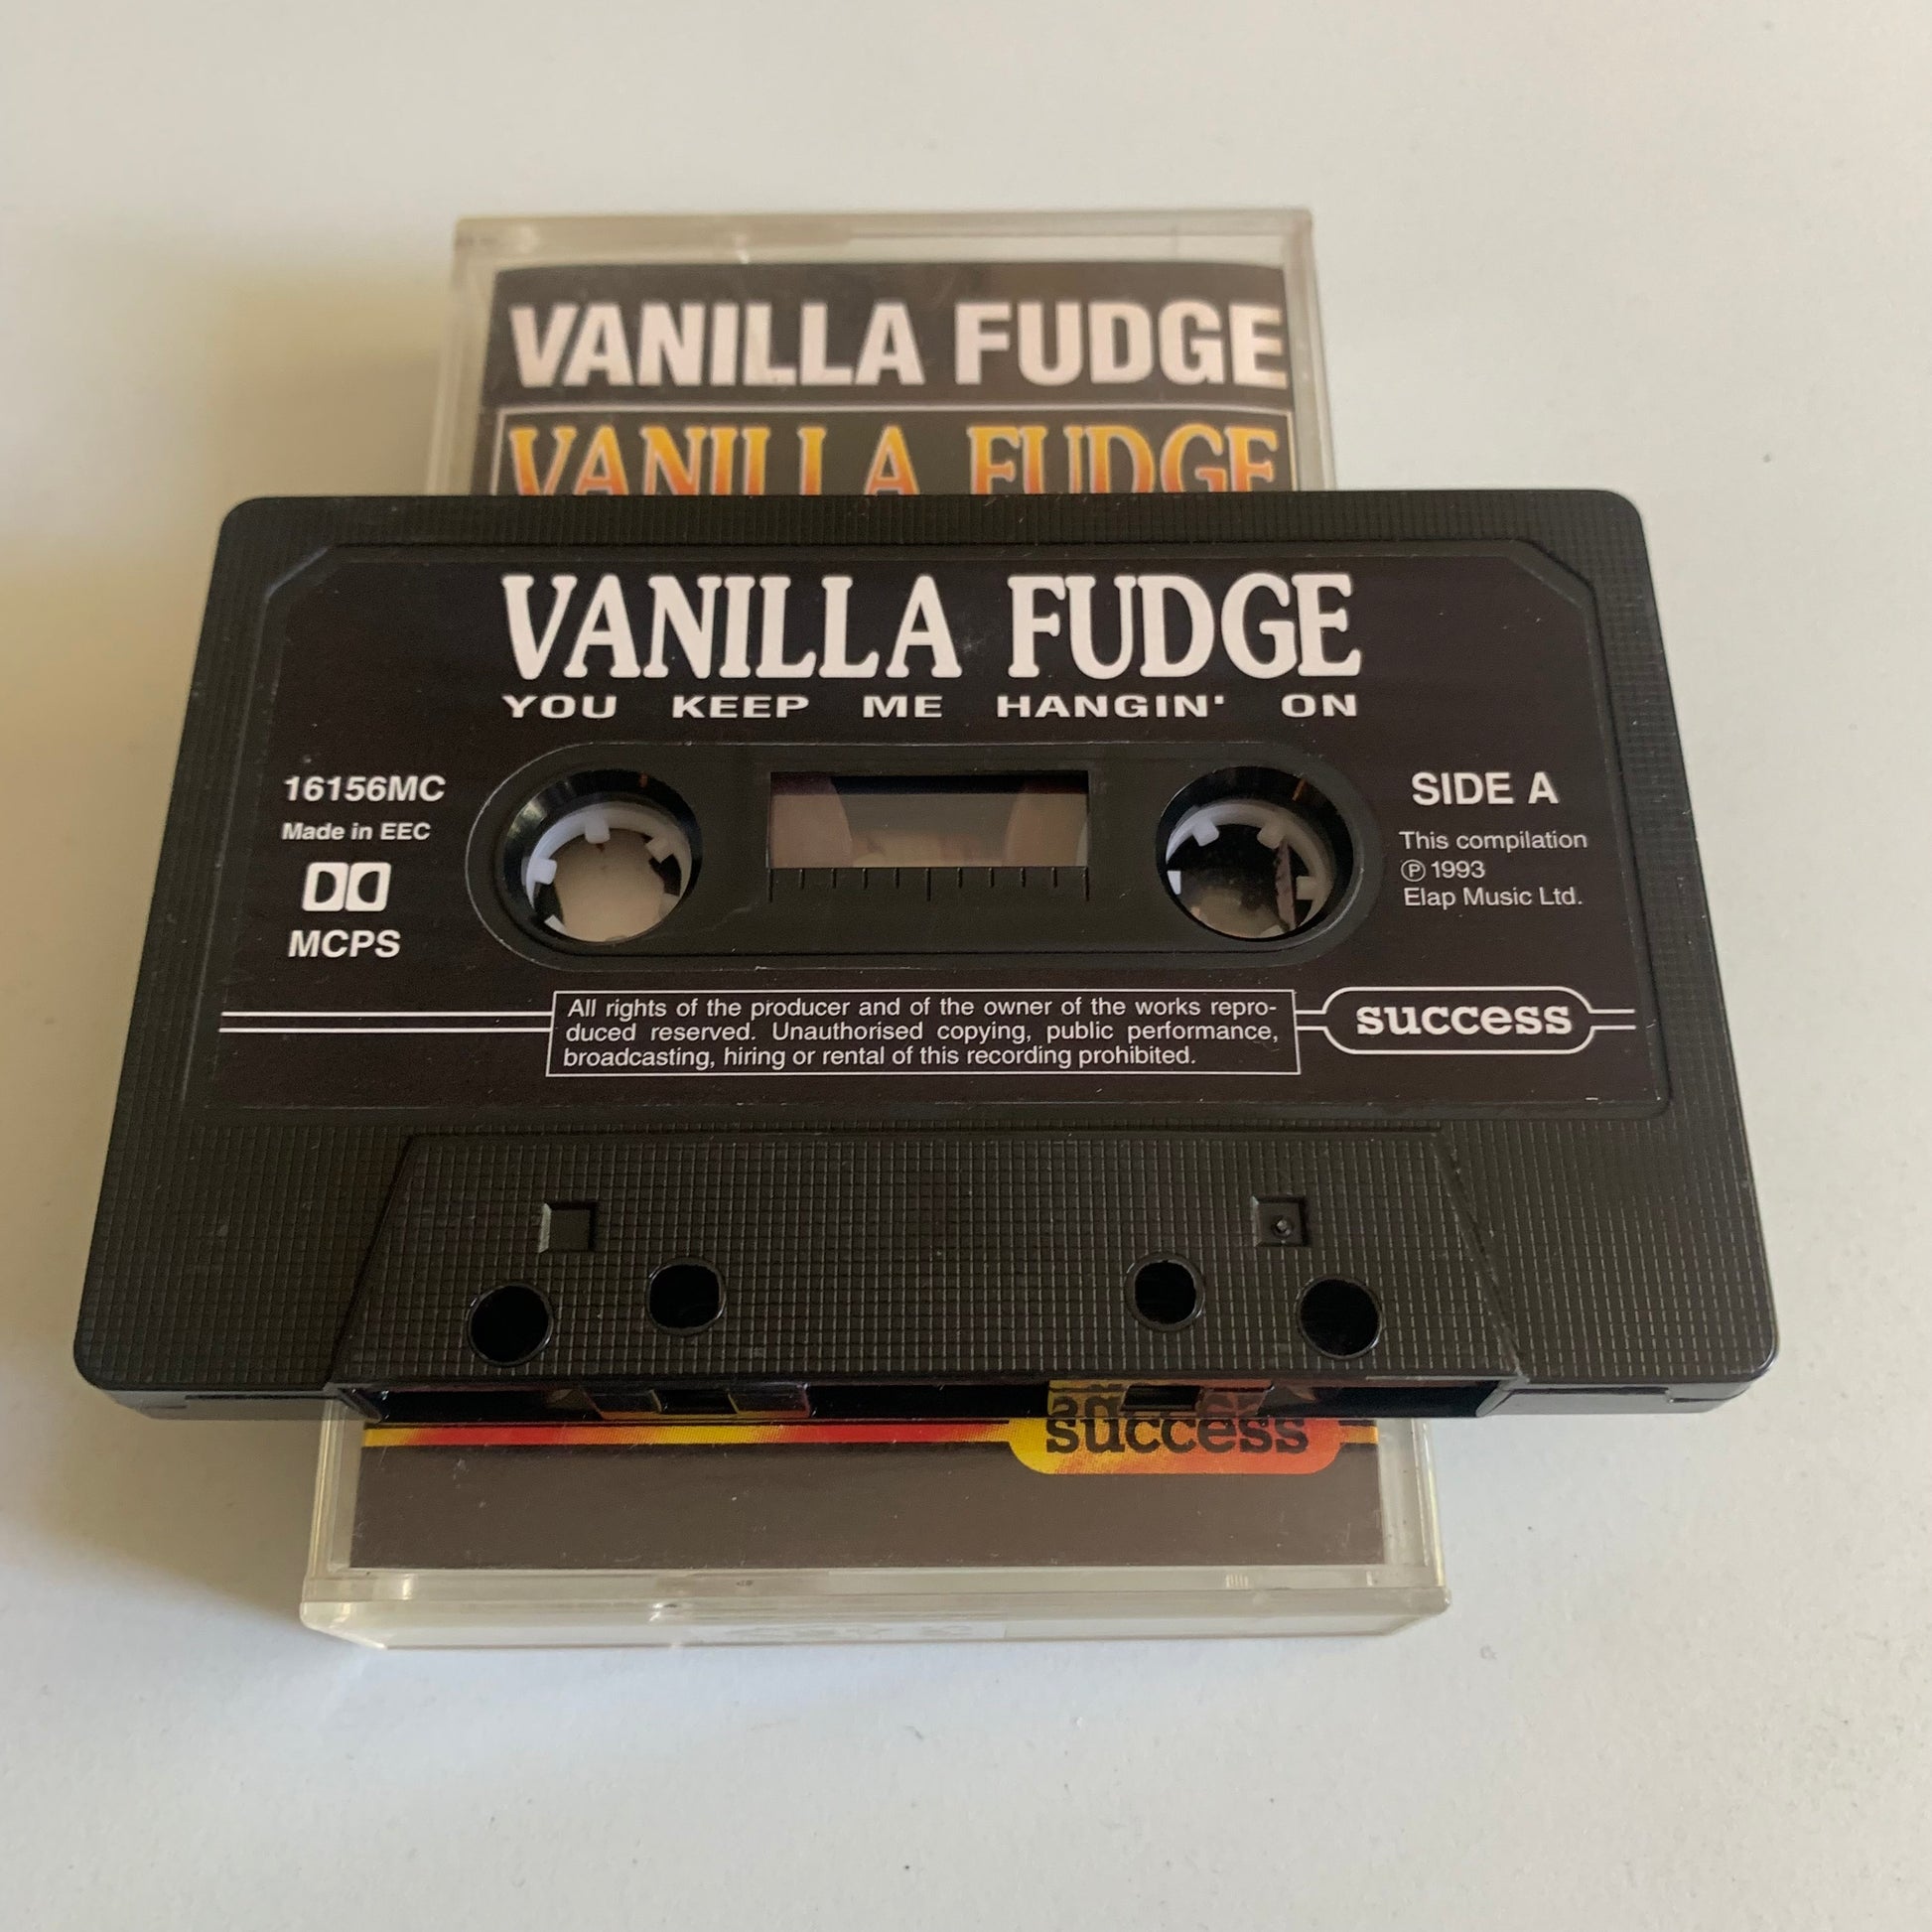 VANILLA FUDGE
VANILLA FUDGE
VANILLA FUDGE
YOU KEEP ME HANGIN' ON
16156MC
Made in EEC
MCPS
SIDE A
This compilation
Ⓟ 1993
Elap Music Ltd.
All rights of the producer and of the owner of the works repro-
duced reserved. Unauthorised copying, public performance,
broadcasting, hiring or rental of this recording prohibited.
success
success